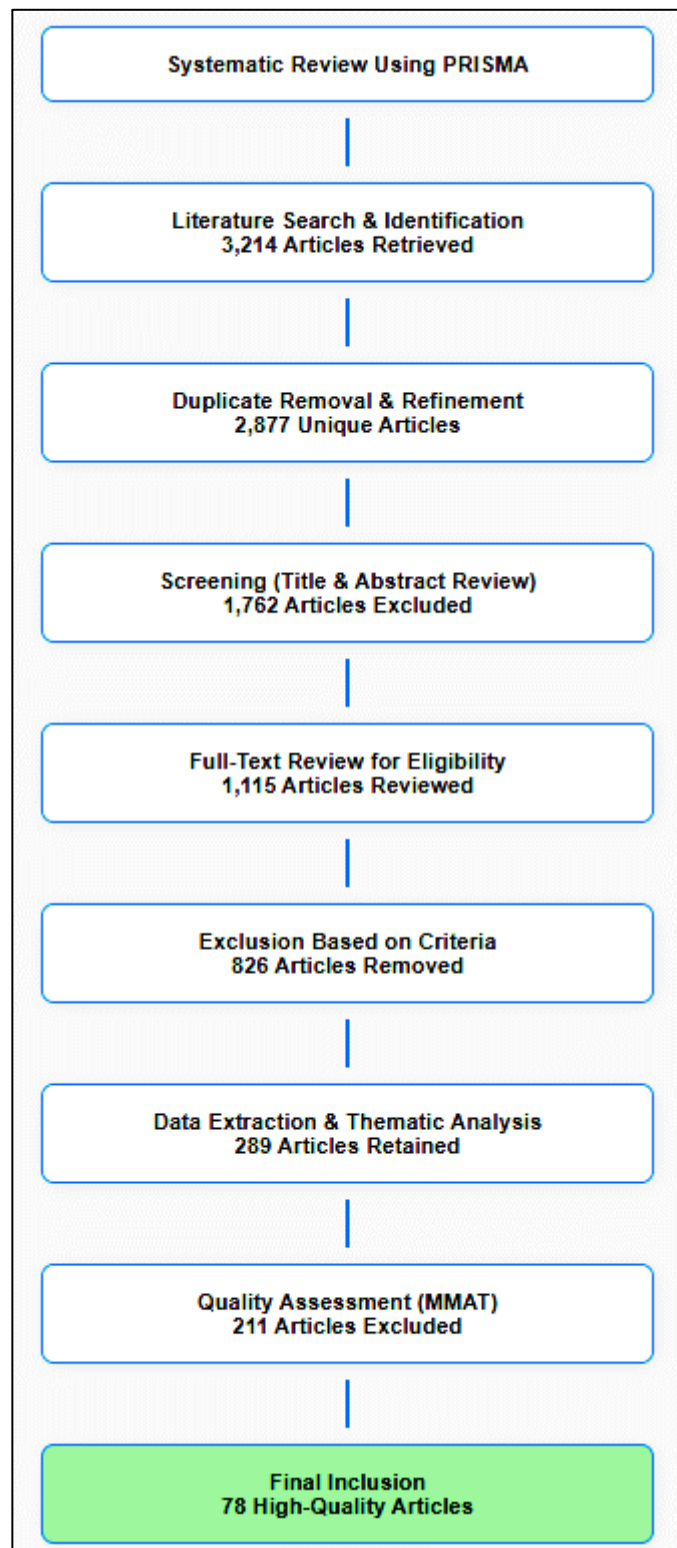 Systematic Review Using PRISMA
Literature Search & Identification
3,214 Articles Retrieved
Duplicate Removal & Refinement
2,877 Unique Articles
Screening (Title & Abstract Review)
1,762 Articles Excluded
Full-Text Review for Eligibility
1,115 Articles Reviewed
Exclusion Based on Criteria
826 Articles Removed
Data Extraction & Thematic Analysis
289 Articles Retained
Quality Assessment (MMAT)
211 Articles Excluded
Final Inclusion
78 High-Quality Articles